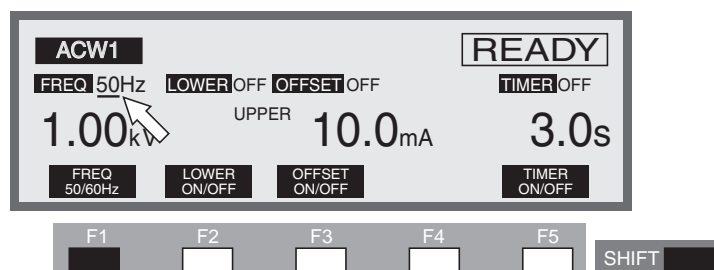 ACW1 READY
FREQ 50Hz LOWER OFF OFFSET OFF TIMER OFF
1.00kV UPPER 10.0mA 3.0s
FREQ 50/60Hz LOWER ON/OFF OFFSET ON/OFF TIMER ON/OFF
F1 F2 F3 F4 F5
SHIFT